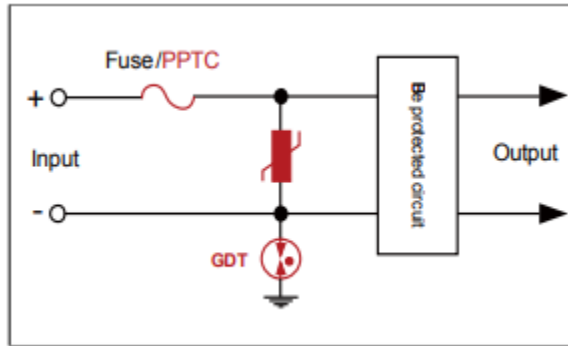 Fuse/PPTC
+
Input
-
GDT
Be protected circuit
Output